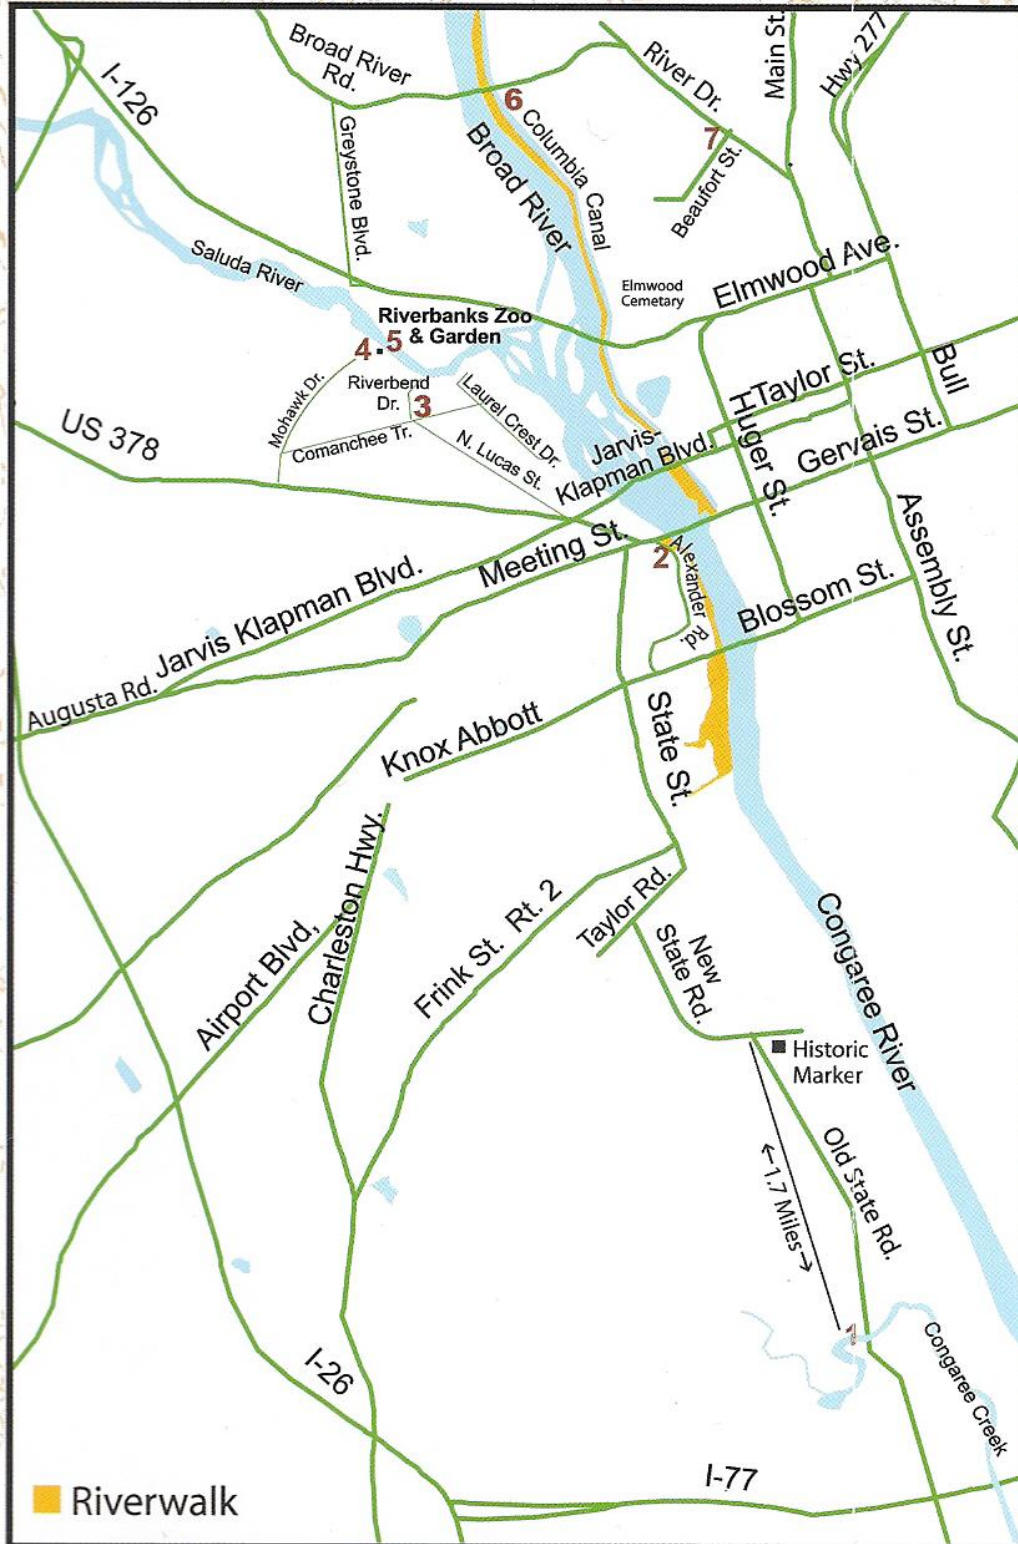 Broad River
Rd.
River Dr.
Main St.
Hwy 277
I-126
Greystone Blvd.
6
Columbia Canal
Broad River
7
Beaufort St.
Saluda River
Elmwood
Cemetary
Elmwood Ave.
Riverbanks Zoo
& Garden
4
5
Mohawk Dr.
Riverbend
Dr.
3
Laurel Crest Dr.
Comanchee Tr.
N. Lucas St.
US 378
Jarvis-
Klapman Blvd.
Huger St.
Taylor St.
Bull
Gervais St.
Assembly St.
Jarvis Klapman Blvd.
Meeting St.
2
Alexander
Rd.
Blossom St.
Augusta Rd.
Knox Abbott
State St.
Charleston Hwy.
Airport Blvd,
Frink St. Rt. 2
Taylor Rd.
New
State Rd.
Congaree River
Historic
Marker
Old State Rd.
←1.7 Miles→
1
Congaree Creek
I-26
I-77
Riverwalk